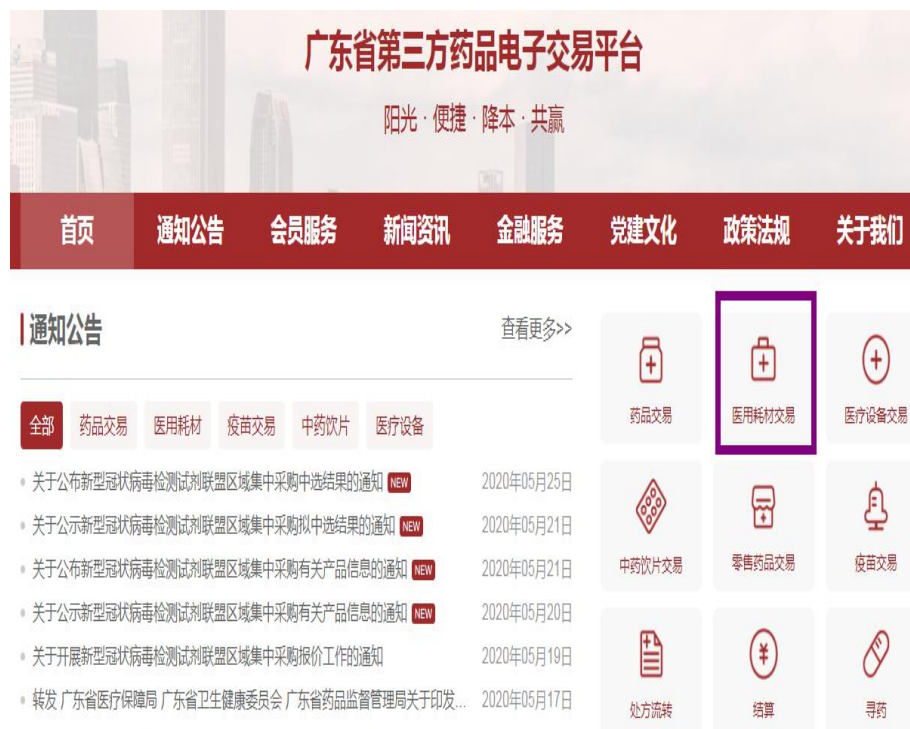 广东省第三方药品电子交易平台
阳光 · 便捷 · 降本 · 共赢
首页 通知公告 会员服务 新闻资讯 金融服务 党建文化 政策法规 关于我们
通知公告 查看更多>>
全部 药品交易 医用耗材 疫苗交易 中药饮片 医疗设备
关于公布新型冠状病毒检测试剂联盟区域集中采购中选结果的通知 NEW 2020年05月25日
关于公示新型冠状病毒检测试剂联盟区域集中采购拟中选结果的通知 NEW 2020年05月21日
关于公布新型冠状病毒检测试剂联盟区域集中采购有关产品信息的通知 NEW 2020年05月21日
关于公示新型冠状病毒检测试剂联盟区域集中采购有关产品信息的通知 NEW 2020年05月20日
关于开展新型冠状病毒检测试剂联盟区域集中采购报价工作的通知 2020年05月19日
转发 广东省医疗保障局 广东省卫生健康委员会 广东省药品监督管理局关于印发... 2020年05月17日
药品交易 医用耗材交易 医疗设备交易
中药饮片交易 零售药品交易 疫苗交易
处方流转 结算 寻药